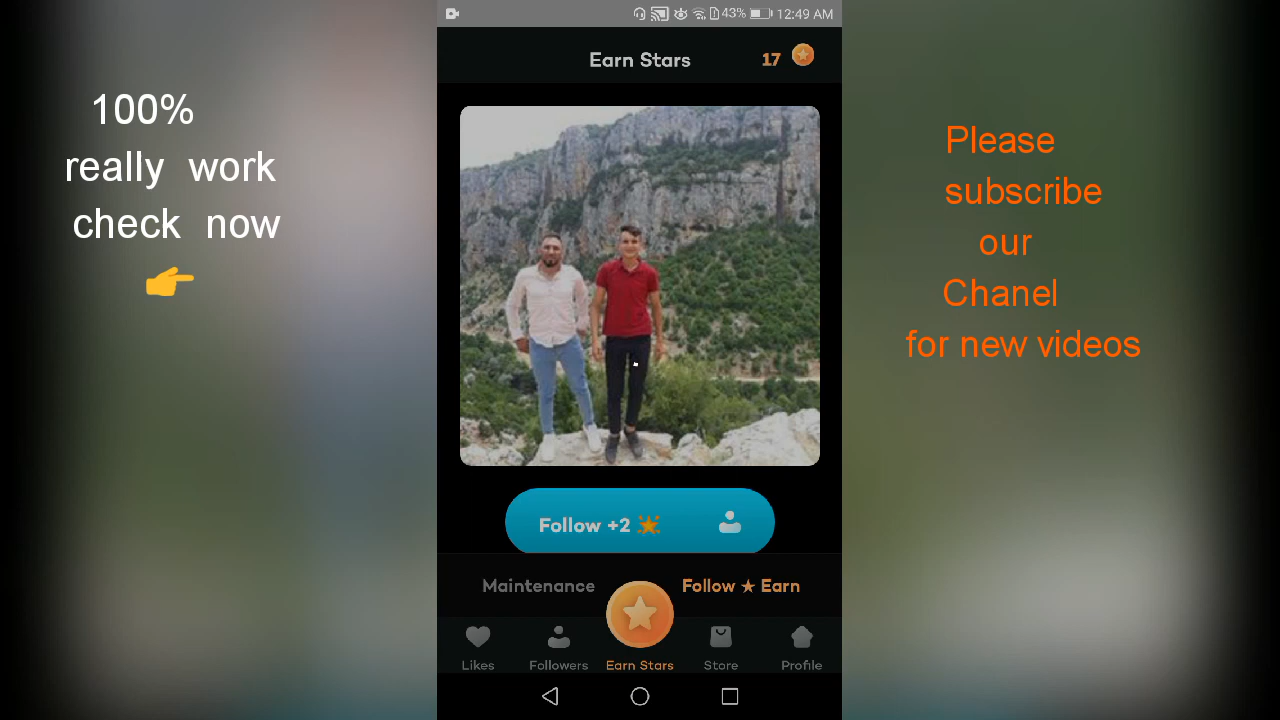 100%
really work
check now
43% 12:49 AM
Earn Stars
17
Follow +2
Maintenance
Follow ★ Earn
Likes
Followers
Earn Stars
Store
Profile
Please
subscribe
our
Chanel
for new videos